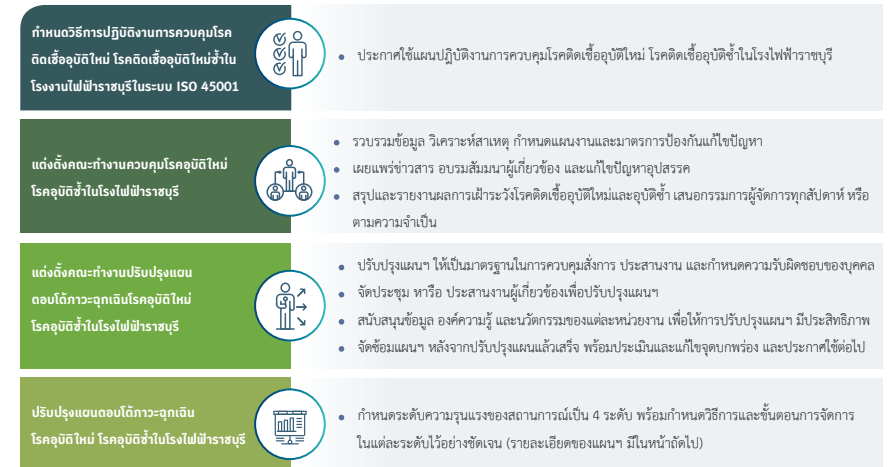 กำหนดวิธีการปฏิบัติงานการควบคุมโรค
ติดเชื้ออุบัติใหม่ โรคติดเชื้ออุบัติใหม่ซ้ำใน
โรงงานไฟฟ้าราชบุรีในระบบ ISO 45001
• ประกาศใช้แผนปฎิบัติงานการควบคุมโรคติดเชื้ออุบัติใหม่ โรคติดเชื้ออุบัติซ้ำในโรงไฟฟ้าราชบุรี
แต่งตั้งคณะทำงานควบคุมโรคอุบัติใหม่
โรคอุบัติซ้ำในโรงไฟฟ้าราชบุรี
• รวบรวมข้อมูล วิเคราะห์สาเหตุ กำหนดแผนงานและมาตรการป้องกันแก้ไขปัญหา
• เผยแพร่ข่าวสาร อบรมสัมมนาผู้เกี่ยวข้อง และแก้ไขปัญหาอุปสรรค
• สรุปและรายงานผลการเฝ้าระวังโรคติดเชื้ออุบัติใหม่และอุบัติซ้ำ เสนอกรรมการผู้จัดการทุกสัปดาห์ หรือ
ตามความจำเป็น
แต่งตั้งคณะทำงานปรับปรุงแผน
ตอบโต้ภาวะฉุกเฉินโรคอุบัติใหม่
โรคอุบัติซ้ำในโรงไฟฟ้าราชบุรี
• ปรับปรุงแผนฯ ให้เป็นมาตรฐานในการควบคุมสั่งการ ประสานงาน และกำหนดความรับผิดชอบของบุคคล
• จัดประชุม หารือ ประสานงานผู้เกี่ยวข้องเพื่อปรับปรุงแผนฯ
• สนับสนุนข้อมูล องค์ความรู้ และนวัตกรรมของแต่ละหน่วยงาน เพื่อให้การปรับปรุงแผนฯ มีประสิทธิภาพ
• จัดซ้อมแผนฯ หลังจากปรับปรุงแผนแล้วเสร็จ พร้อมประเมินและแก้ไขจุดบกพร่อง และประกาศใช้ต่อไป
ปรับปรุงแผนตอบโต้ภาวะฉุกเฉิน
โรคอุบัติใหม่ โรคอุบัติซ้ำในโรงไฟฟ้าราชบุรี
• กำหนดระดับความรุนแรงของสถานการณ์เป็น 4 ระดับ พร้อมกำหนดวิธีการและขั้นตอนการจัดการ
ในแต่ละระดับไว้อย่างชัดเจน (รายละเอียดของแผนฯ มีในหน้าถัดไป)